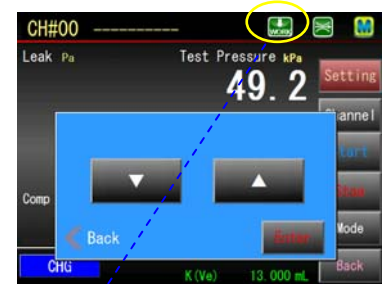 CH#00 ----------
WORK
M
Leak Pa
Test Pressure kPa
49.2
Setting
Channel
Start
Stop
Comp
Mode
Back
Enter
CHG
K(Ve) 13.000 mL
Back